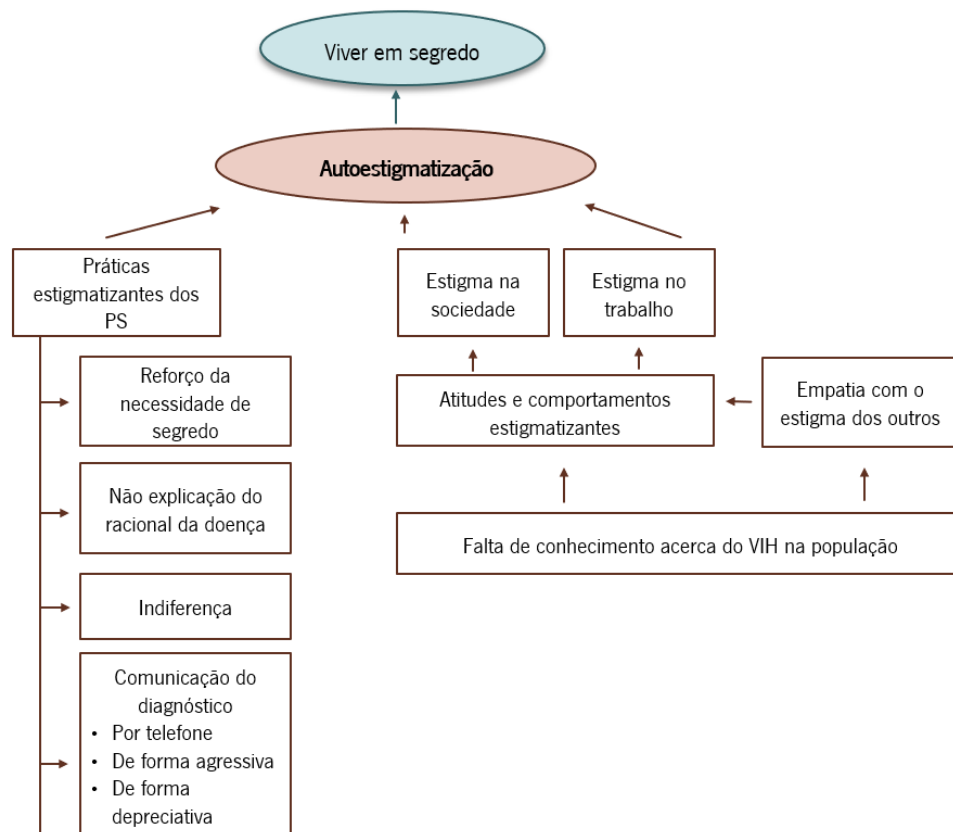 Viver em segredo
Autoestigmatização
Práticas
estigmatizantes dos
PS
Estigma na
sociedade
Estigma no
trabalho
Reforço da
necessidade de
segredo
Atitudes e comportamentos
estigmatizantes
Empatia com o
estigma dos outros
Não explicação do
racional da doença
Falta de conhecimento acerca do VIH na população
Indiferença
Comunicação do
diagnóstico
• Por telefone
• De forma agressiva
• De forma
depreciativa